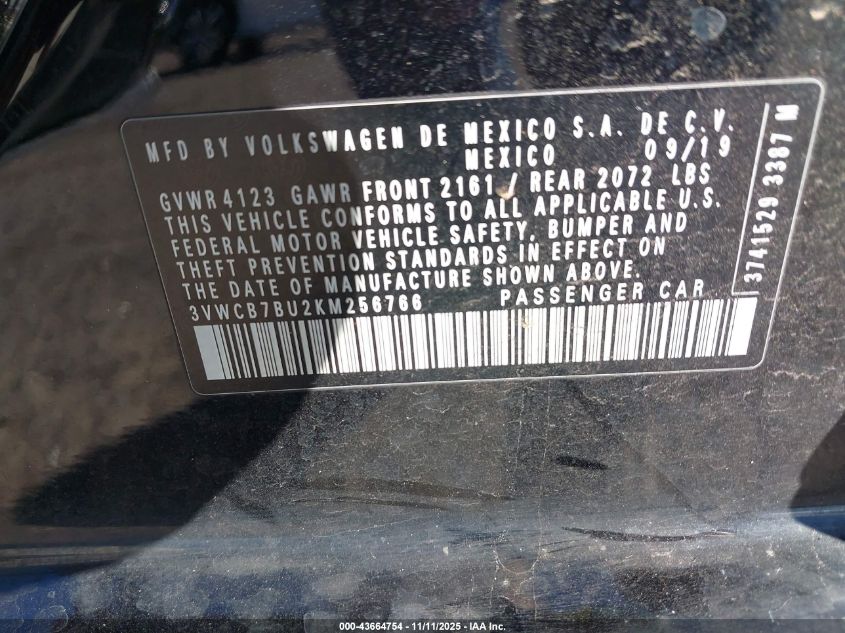 MFD BY VOLKSWAGEN DE MEXICO S.A. DE C.V.
MEXICO 09/19
GVWR 4123 GAWR FRONT 2161 / REAR 2072 LBS
THIS VEHICLE CONFORMS TO ALL APPLICABLE U.S.
FEDERAL MOTOR VEHICLE SAFETY, BUMPER AND
THEFT PREVENTION STANDARDS IN EFFECT ON
THE DATE OF MANUFACTURE SHOWN ABOVE.
3VWCB7BU2KM256766 PASSENGER CAR
3741529 3387 M
000-43664754 - 11/11/2025 - IAA Inc.